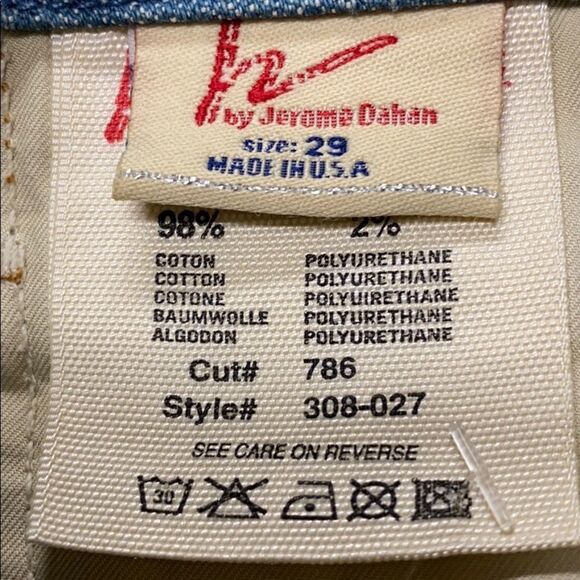 by Jerome Dahan
size: 29
MADE IN U.S.A
98% 2%
COTON POLYURETHANE
COTTON POLYURETHANE
COTONE POLYUIRETHANE
BAUMWOLLE POLYURETHANE
ALGODON POLYURETHANE
Cut# 786
Style# 308-027
SEE CARE ON REVERSE
30